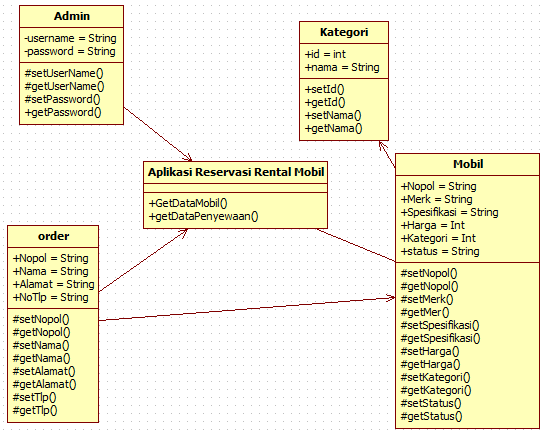 Admin
-username = String
-password = String
#setUserName()
#getUserName()
#setPassword()
+getPassword()
Kategori
+id = int
+nama = String
+setId()
+getId()
+setNama()
+getNama()
Aplikasi Reservasi Rental Mobil
+GetDataMobil()
+getDataPenyewaan()
Mobil
+Nopol = String
+Merk = String
+Spesifikasi = String
+Harga = Int
+Kategori = Int
+status = String
#setNopol()
#getNopol()
#setMerk()
#getMer()
#setSpesifikasi()
#getSpesifikasi()
#setHarga()
#getHarga()
#setKategori()
#getKategori()
#setStatus()
#getStatus()
order
+Nopol = String
+Nama = String
+Alamat = String
+NoTlp = String
#setNopol()
#getNopol()
#setNama()
#getNama()
#setAlamat()
#getAlamat()
#setTlp()
#getTlp()